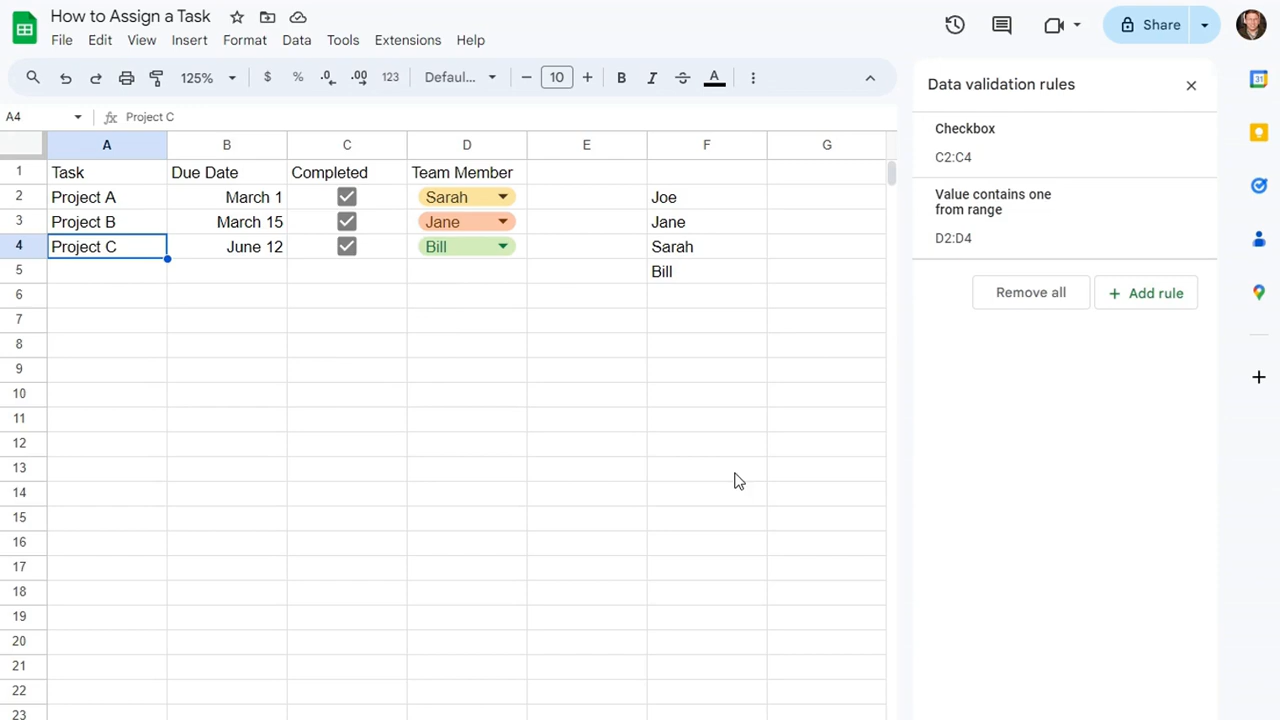 How to Assign a Task
File Edit View Insert Format Data Tools Extensions Help
Share
125% $ % .0 .00 123 Defaul... 10 B I S A
A4 fx Project C
A B C D E F G
1 Task Due Date Completed Team Member
2 Project A March 1 Sarah Joe
3 Project B March 15 Jane Jane
4 Project C June 12 Bill Sarah
5 Bill
6
7
8
9
10
11
12
13
14
15
16
17
18
19
20
21
22
23
Data validation rules
Checkbox
C2:C4
Value contains one
from range
D2:D4
Remove all
+ Add rule
31